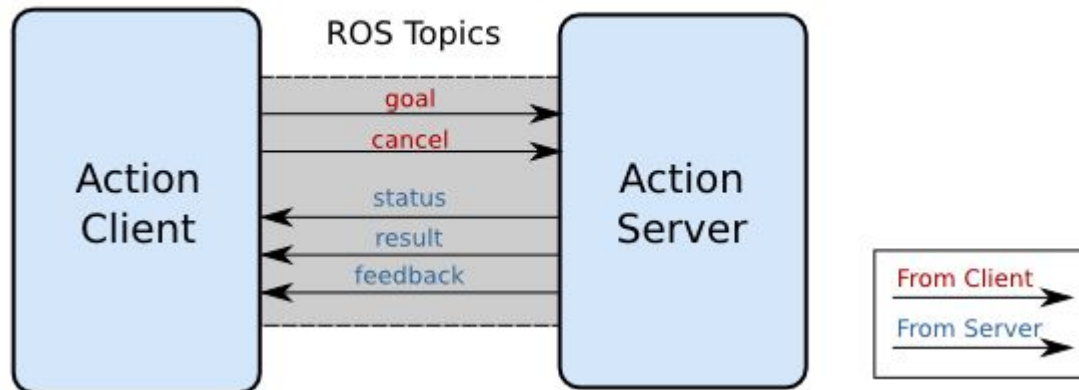 ROS Topics
goal
cancel
Action
Client
status
result
feedback
Action
Server
From Client
From Server